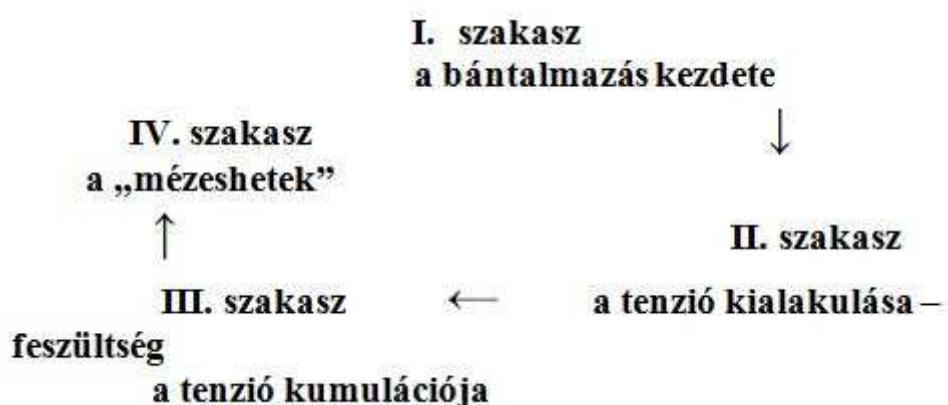 I. szakasz
a bántalmazás kezdete
↓
IV. szakasz
a „mézeshetek”
↑
II. szakasz
III. szakasz ← a tenzió kialakulása –
feszültség
a tenzió kumulációja